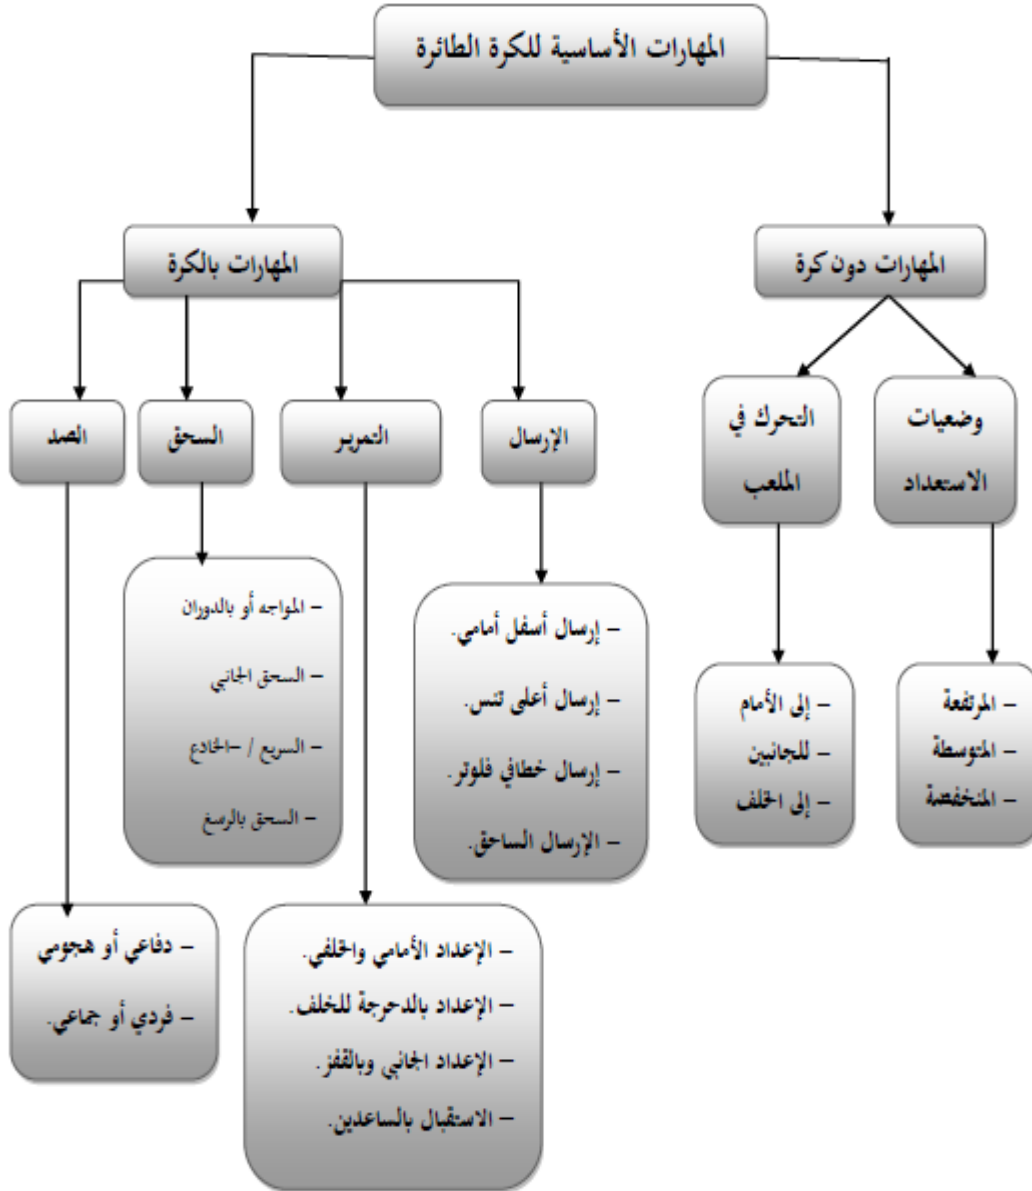 المهارات الأساسية للكرة الطائرة
المهارات دون كرة
المهارات بالكرة
وضعيات
الاستعداد
التحرك في
الملعب
الإرسال
التمرير
السحق
الصد
– المرتفعة
– المتوسطة
– المنخفضة
– إلى الأمام
– للجانبين
– إلى الخلف
– إرسال أسفل أمامي.
– إرسال أعلى تنس.
– إرسال خطافي فلوتر.
– الإرسال الساحق.
– المواجه أو بالدوران
– السحق الجانبي
– السريع / –الخادع
– السحق بالرسغ
– الإعداد الأمامي والخلفي.
– الإعداد بالدحرجة للخلف.
– الإعداد الجانبي وبالقفز.
– الاستقبال بالساعدين.
– دفاعي أو هجومي
– فردي أو جماعي.